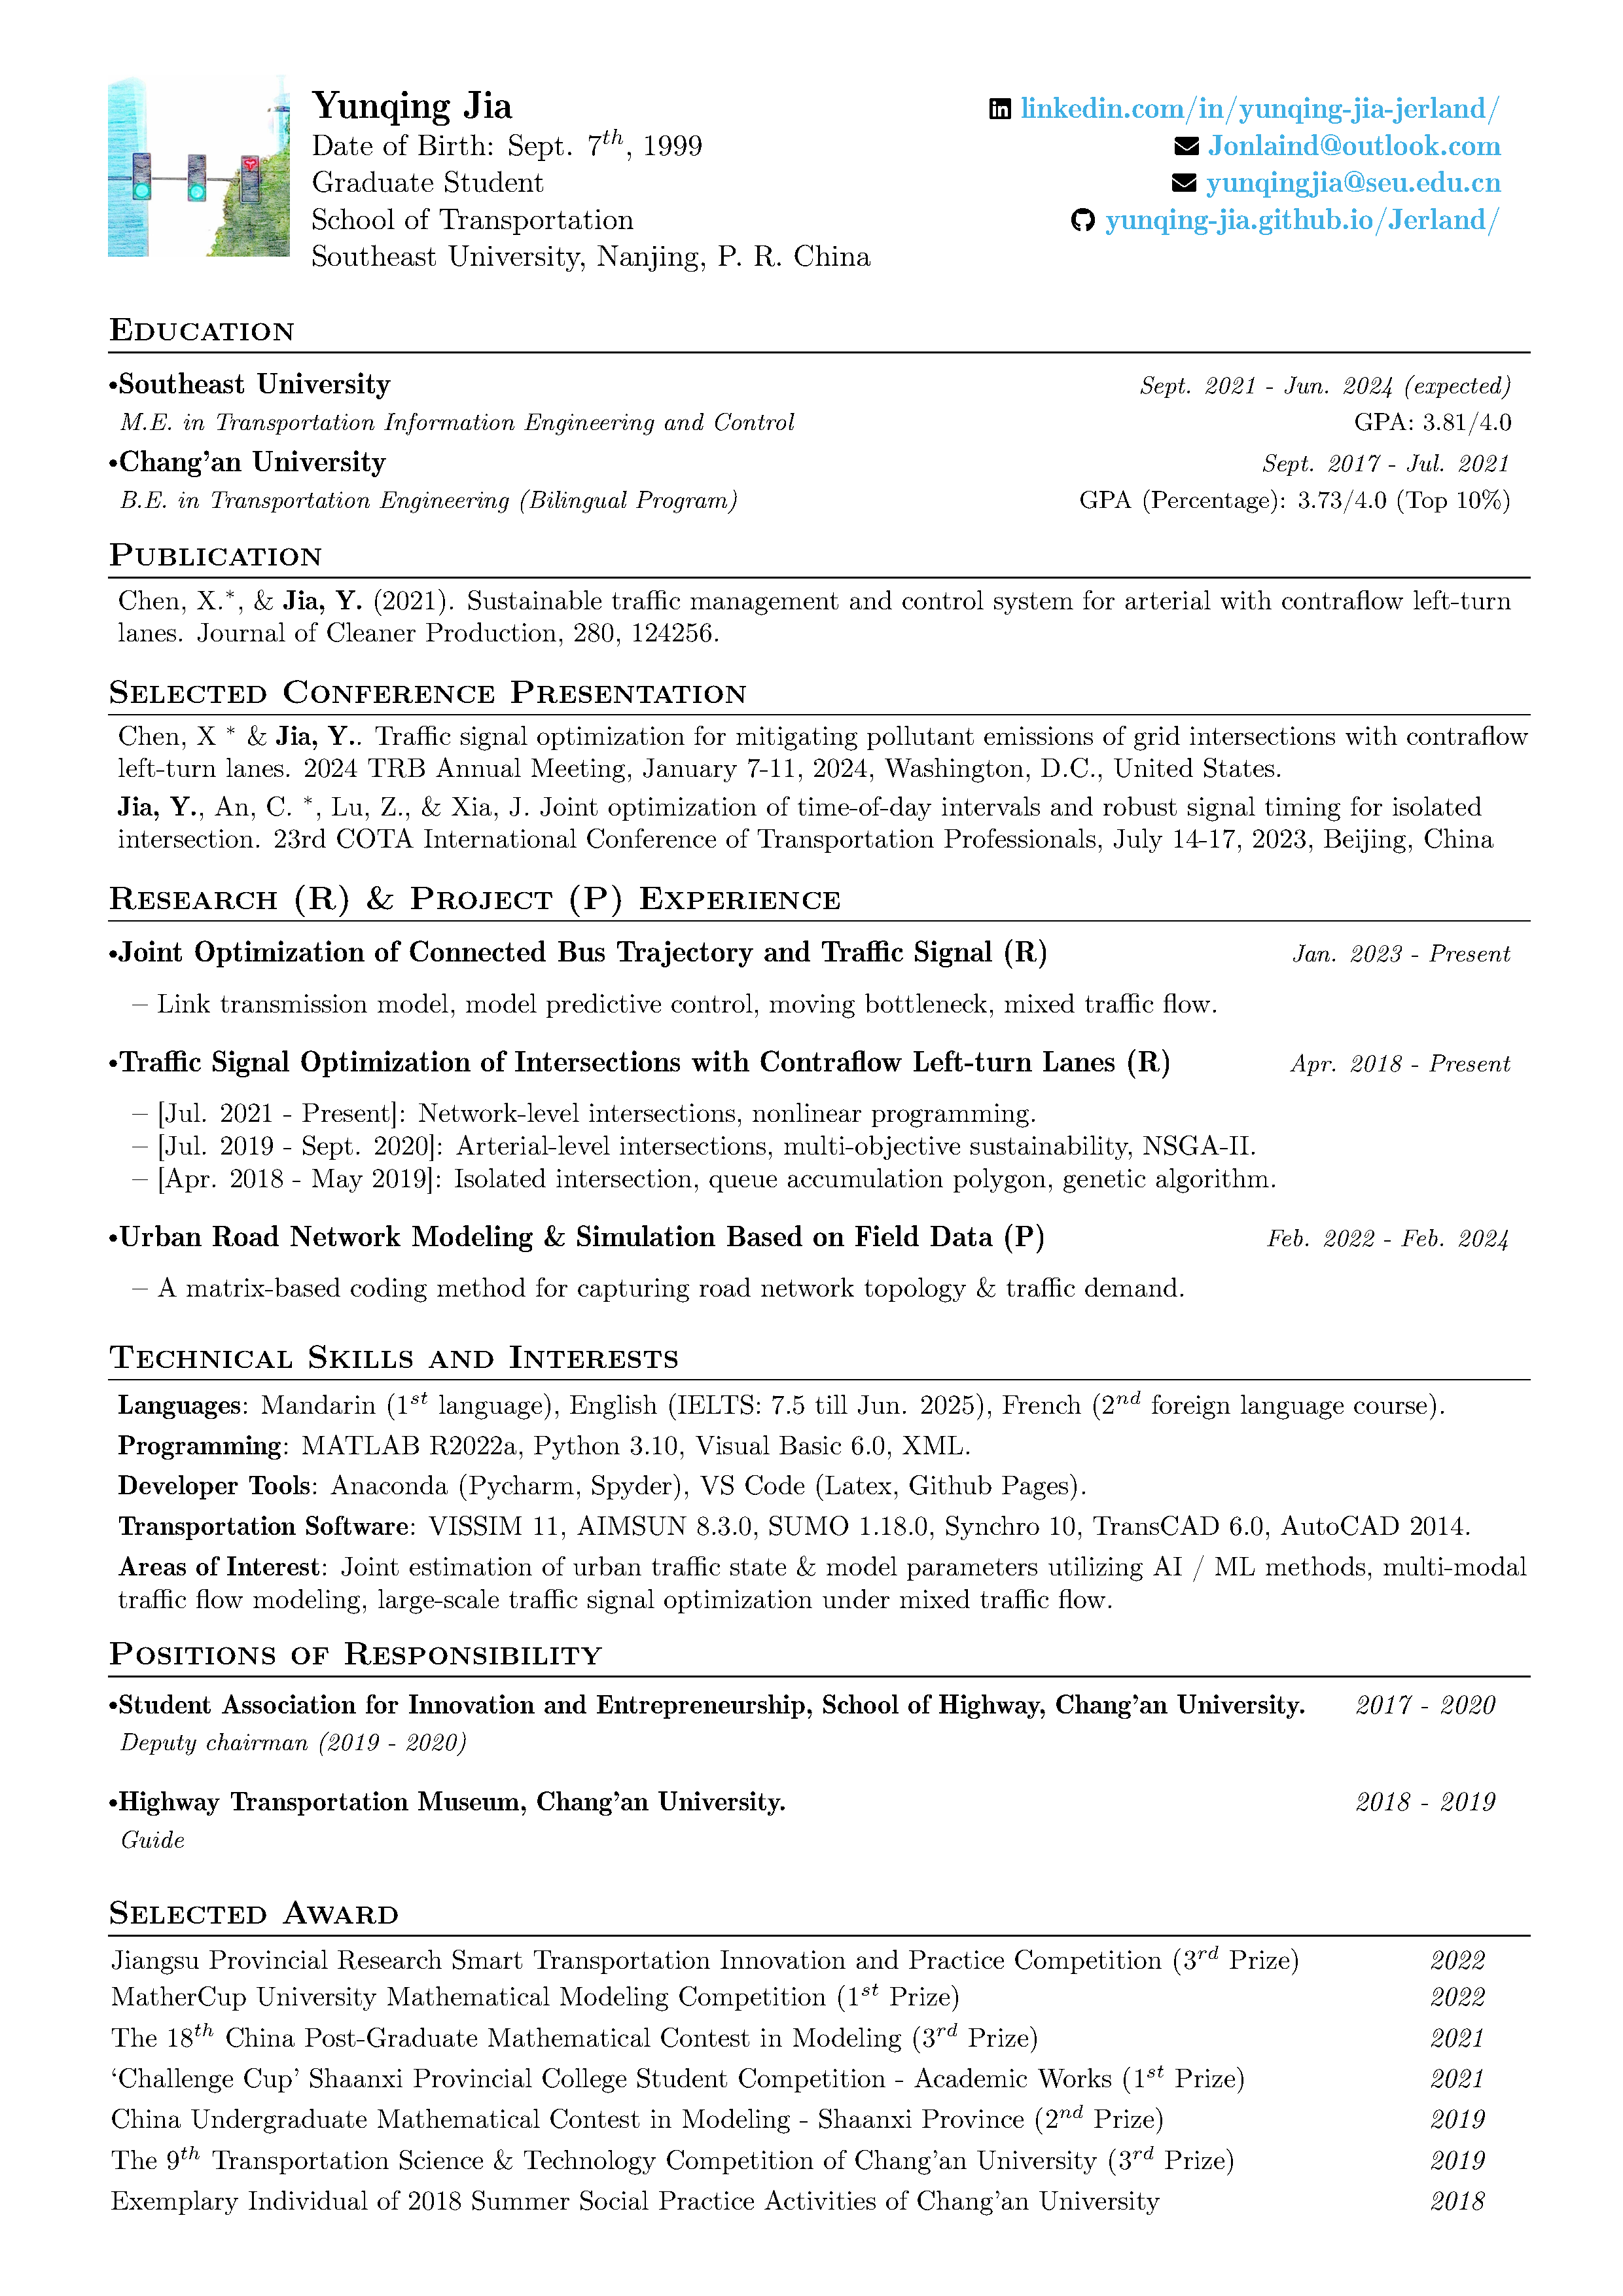 Yunqing Jia
Date of Birth: Sept. 7th, 1999
Graduate Student
School of Transportation
Southeast University, Nanjing, P. R. China
linkedin.com/in/yunqing-jia-jerland/
Jonlaind@outlook.com
yunqingjia@seu.edu.cn
yunqing-jia.github.io/Jerland/
Education
•Southeast University Sept. 2021 - Jun. 2024 (expected)
M.E. in Transportation Information Engineering and Control GPA: 3.81/4.0
•Chang'an University Sept. 2017 - Jul. 2021
B.E. in Transportation Engineering (Bilingual Program) GPA (Percentage): 3.73/4.0 (Top 10%)
Publication
Chen, X.*, & Jia, Y. (2021). Sustainable traffic management and control system for arterial with contraflow left-turn
lanes. Journal of Cleaner Production, 280, 124256.
Selected Conference Presentation
Chen, X * & Jia, Y.. Traffic signal optimization for mitigating pollutant emissions of grid intersections with contraflow
left-turn lanes. 2024 TRB Annual Meeting, January 7-11, 2024, Washington, D.C., United States.
Jia, Y., An, C. *, Lu, Z., & Xia, J. Joint optimization of time-of-day intervals and robust signal timing for isolated
intersection. 23rd COTA International Conference of Transportation Professionals, July 14-17, 2023, Beijing, China
Research (R) & Project (P) Experience
•Joint Optimization of Connected Bus Trajectory and Traffic Signal (R) Jan. 2023 - Present
– Link transmission model, model predictive control, moving bottleneck, mixed traffic flow.
•Traffic Signal Optimization of Intersections with Contraflow Left-turn Lanes (R) Apr. 2018 - Present
– [Jul. 2021 - Present]: Network-level intersections, nonlinear programming.
– [Jul. 2019 - Sept. 2020]: Arterial-level intersections, multi-objective sustainability, NSGA-II.
– [Apr. 2018 - May 2019]: Isolated intersection, queue accumulation polygon, genetic algorithm.
•Urban Road Network Modeling & Simulation Based on Field Data (P) Feb. 2022 - Feb. 2024
– A matrix-based coding method for capturing road network topology & traffic demand.
Technical Skills and Interests
Languages: Mandarin (1st language), English (IELTS: 7.5 till Jun. 2025), French (2nd foreign language course).
Programming: MATLAB R2022a, Python 3.10, Visual Basic 6.0, XML.
Developer Tools: Anaconda (Pycharm, Spyder), VS Code (Latex, Github Pages).
Transportation Software: VISSIM 11, AIMSUN 8.3.0, SUMO 1.18.0, Synchro 10, TransCAD 6.0, AutoCAD 2014.
Areas of Interest: Joint estimation of urban traffic state & model parameters utilizing AI / ML methods, multi-modal
traffic flow modeling, large-scale traffic signal optimization under mixed traffic flow.
Positions of Responsibility
•Student Association for Innovation and Entrepreneurship, School of Highway, Chang'an University. 2017 - 2020
Deputy chairman (2019 - 2020)
•Highway Transportation Museum, Chang'an University. 2018 - 2019
Guide
Selected Award
Jiangsu Provincial Research Smart Transportation Innovation and Practice Competition (3rd Prize) 2022
MatherCup University Mathematical Modeling Competition (1st Prize) 2022
The 18th China Post-Graduate Mathematical Contest in Modeling (3rd Prize) 2021
'Challenge Cup' Shaanxi Provincial College Student Competition - Academic Works (1st Prize) 2021
China Undergraduate Mathematical Contest in Modeling - Shaanxi Province (2nd Prize) 2019
The 9th Transportation Science & Technology Competition of Chang'an University (3rd Prize) 2019
Exemplary Individual of 2018 Summer Social Practice Activities of Chang'an University 2018